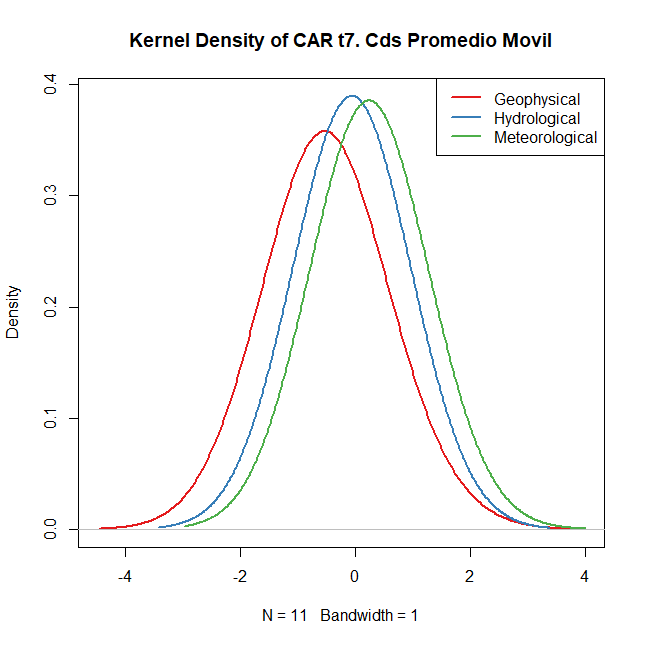 Kernel Density of CAR t7. Cds Promedio Movil
Geophysical
Hydrological
Meteorological
Density
0.4
0.3
0.2
0.1
0.0
-4 -2 0 2 4
N = 11 Bandwidth = 1